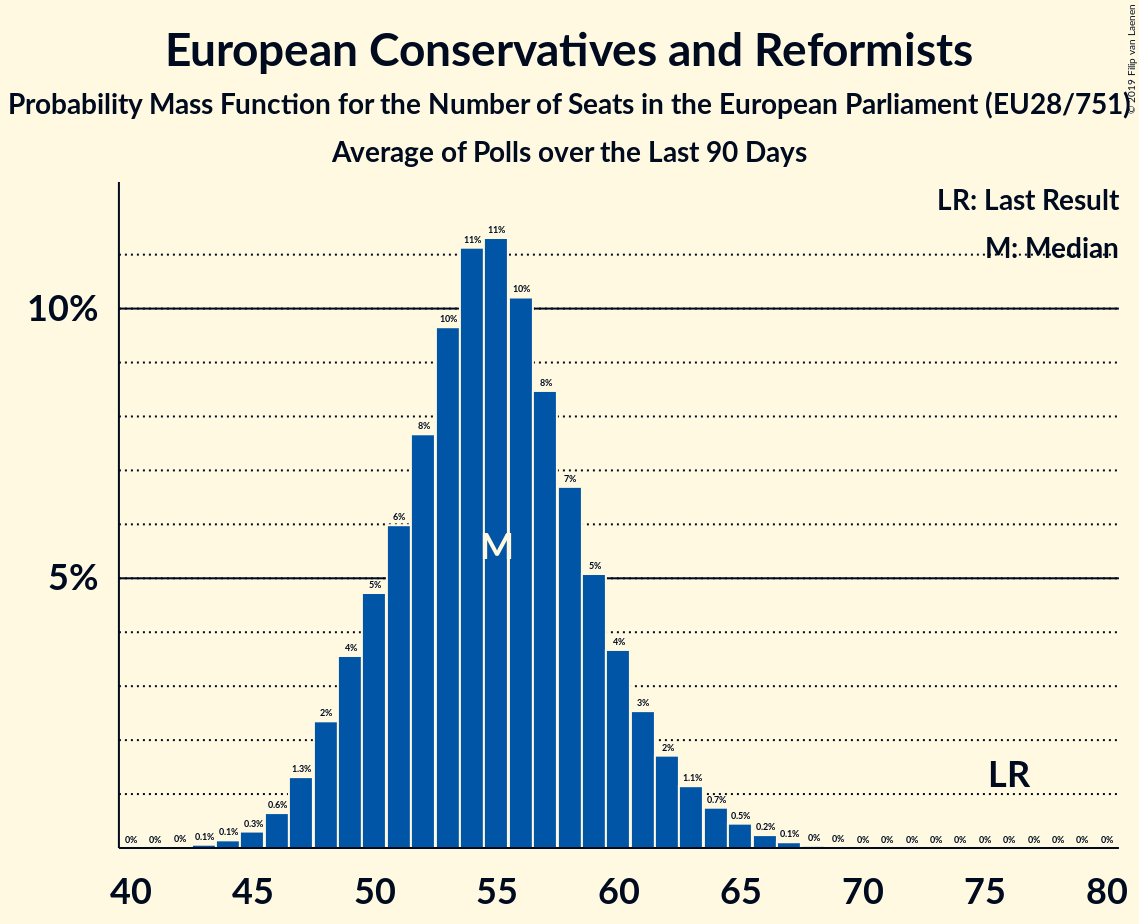 European Conservatives and Reformists
Probability Mass Function for the Number of Seats in the European Parliament (EU28/751)
© 2019 Filip van Laenen
Average of Polls over the Last 90 Days
LR: Last Result
M: Median
10%
5%
0% 0% 0% 0.1% 0.1% 0.3% 0.6% 1.3% 2% 4% 5% 6% 8% 10% 11% 11% 10% 8% 7% 5% 4% 3% 2% 1.1% 0.7% 0.5% 0.2% 0.1% 0% 0% 0% 0% 0% 0% 0% 0% 0% 0% 0% 0% 0%
M
LR
40 45 50 55 60 65 70 75 80